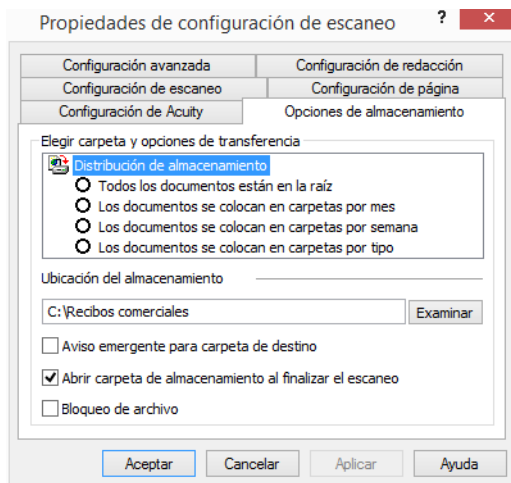 Propiedades de configuración de escaneo ? ×
Configuración avanzada Configuración de redacción
Configuración de escaneo Configuración de página
Configuración de Acuity Opciones de almacenamiento
Elegir carpeta y opciones de transferencia
Distribución de almacenamiento
Todos los documentos están en la raíz
Los documentos se colocan en carpetas por mes
Los documentos se colocan en carpetas por semana
Los documentos se colocan en carpetas por tipo
Ubicación del almacenamiento
C:\Recibos comerciales Examinar
Aviso emergente para carpeta de destino
Abrir carpeta de almacenamiento al finalizar el escaneo
Bloqueo de archivo
Aceptar Cancelar Aplicar Ayuda